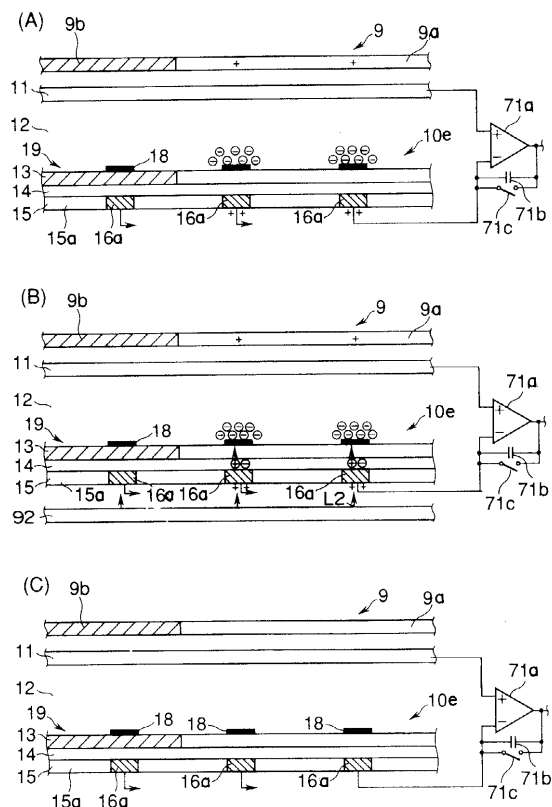 (A)
9b
9
9a
+ +
11
71a
+
−
12
18
⊖ ⊖ ⊖ ⊖ ⊖ ⊖ ⊖
⊖ ⊖ ⊖ ⊖ ⊖ ⊖ ⊖
10e
19
13
14
15
15a
16a
16a
++ ++
16a
++ ++
71c
71b
(B)
9b
9
9a
+ +
11
71a
+
−
12
18
10e
19
13
14
15
15a
16a
16a
16a
L2
92
71c
71b
(C)
9b
9
9a
11
71a
+
−
12
18
18
18
10e
19
13
14
15
15a
16a
16a
16a
71c
71b